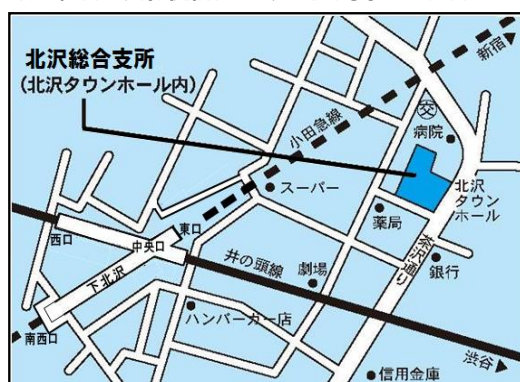 北沢総合支所
(北沢タウンホール内)
新宿
小田急線
交
病院
スーパー
北沢
タウン
ホール
薬局
東口
西口
中央口
茶沢通り
下北沢
井の頭線
劇場
銀行
南西口
ハンバーガー店
信用金庫
渋谷